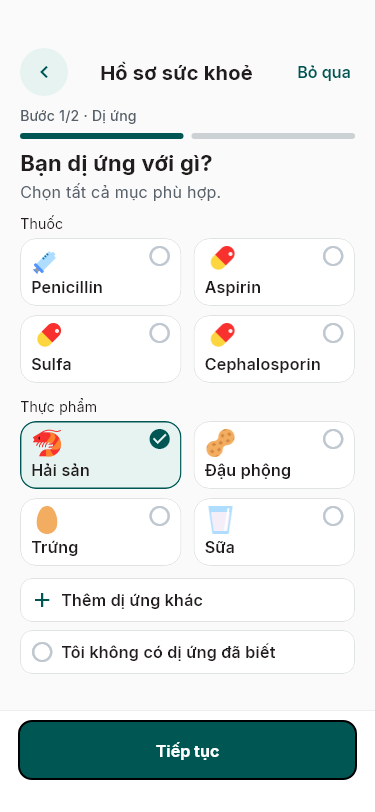 Hồ sơ sức khoẻ
Bỏ qua
Bước 1/2 · Dị ứng
Bạn dị ứng với gì?
Chọn tất cả mục phù hợp.
Thuốc
Penicillin
Aspirin
Sulfa
Cephalosporin
Thực phẩm
Hải sản
Đậu phộng
Trứng
Sữa
Thêm dị ứng khác
Tôi không có dị ứng đã biết
Tiếp tục